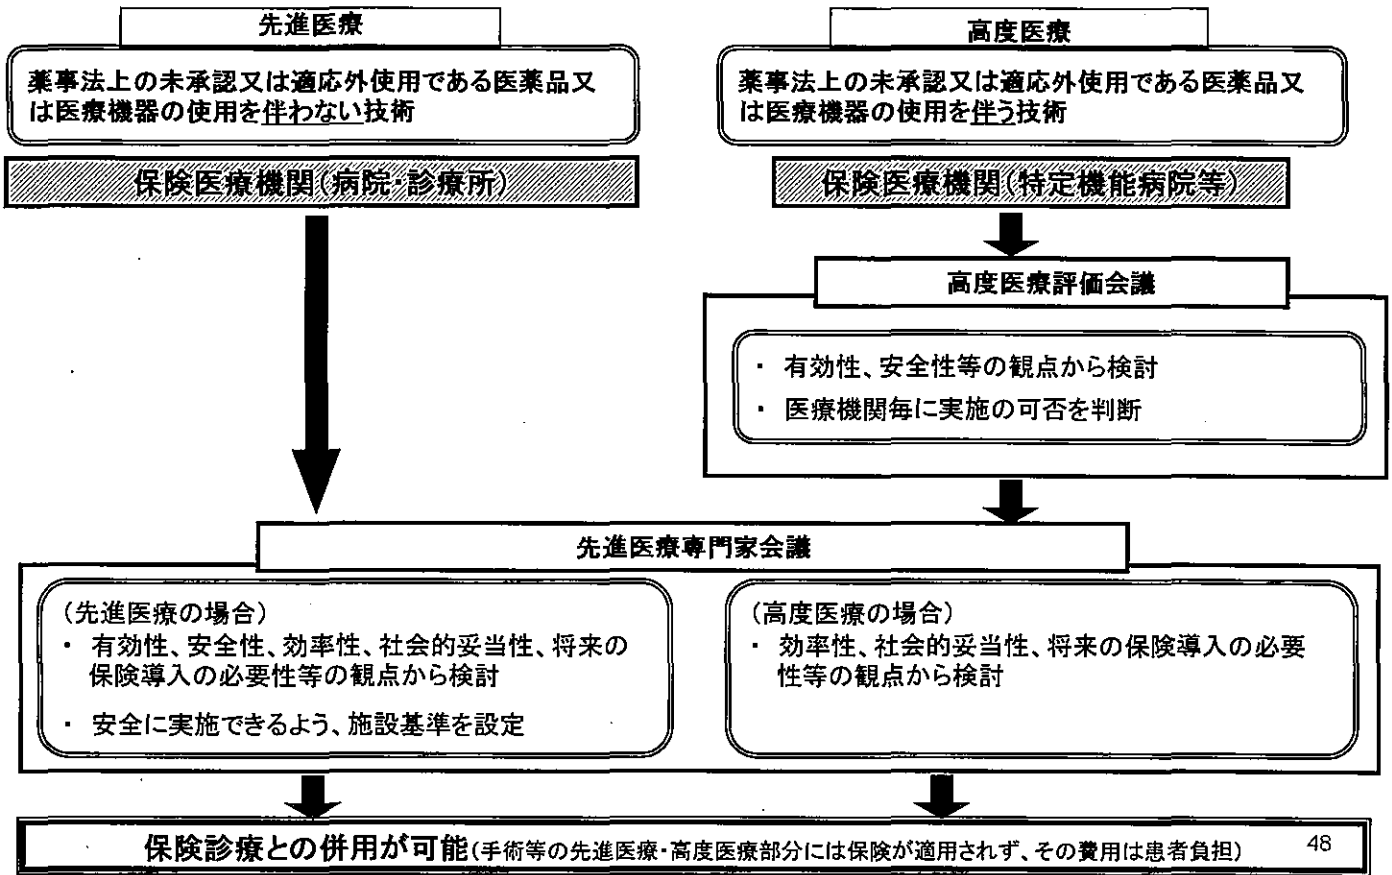 先進医療
薬事法上の未承認又は適応外使用である医薬品又
は医療機器の使用を伴わない技術
保険医療機関(病院・診療所)
高度医療
薬事法上の未承認又は適応外使用である医薬品又
は医療機器の使用を伴う技術
保険医療機関(特定機能病院等)
高度医療評価会議
・ 有効性、安全性等の観点から検討
・ 医療機関毎に実施の可否を判断
先進医療専門家会議
(先進医療の場合)
・ 有効性、安全性、効率性、社会的妥当性、将来の
保険導入の必要性等の観点から検討
・ 安全に実施できるよう、施設基準を設定
(高度医療の場合)
・ 効率性、社会的妥当性、将来の保険導入の必要
性等の観点から検討
保険診療との併用が可能(手術等の先進医療・高度医療部分には保険が適用されず、その費用は患者負担)
48